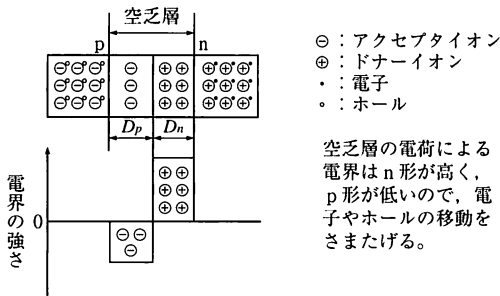 空乏層
p
n
Dp
Dn
電界の強さ
0
⊖：アクセプタイオン
⊕：ドナーイオン
・：電子
∘：ホール
空乏層の電荷による
電界はn形が高く，
p形が低いので，電
子やホールの移動を
さまたげる。